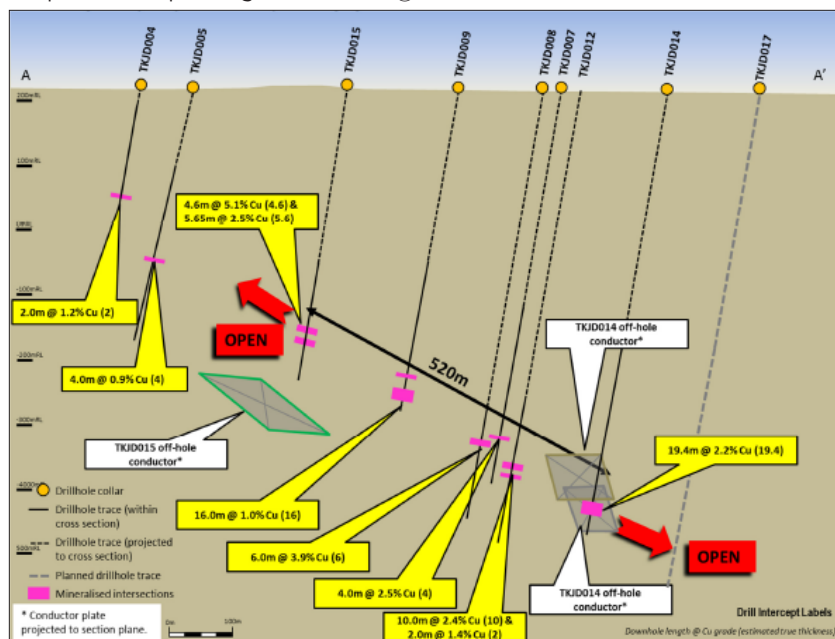 A
TKJD004
TKJD005
TKJD015
TKJD009
TKJD008
TKJD007
TKJD012
TKJD014
TKJD017
A'
200mRL
100mRL
4.6m @ 5.1% Cu (4.6) &
5.65m @ 2.5% Cu (5.6)
-100mRL
2.0m @ 1.2% Cu (2)
OPEN
520m
TKJD014 off-hole
conductor*
-200mRL
4.0m @ 0.9% Cu (4)
TKJD015 off-hole
conductor*
-300mRL
19.4m @ 2.2% Cu (19.4)
-4000mRL
16.0m @ 1.0% Cu (16)
6.0m @ 3.9% Cu (6)
4.0m @ 2.5% Cu (4)
10.0m @ 2.4% Cu (10) &
2.0m @ 1.4% Cu (2)
TKJD014 off-hole
conductor*
OPEN
500mRL
Drillhole collar
Drillhole trace (within
cross section)
Drillhole trace (projected
to cross section)
Planned drillhole trace
Mineralised intersections
* Conductor plate
projected to section plane.
0m
100m
Drill Intercept Labels
Downhole length @ Cu grade (estimated true thickness)